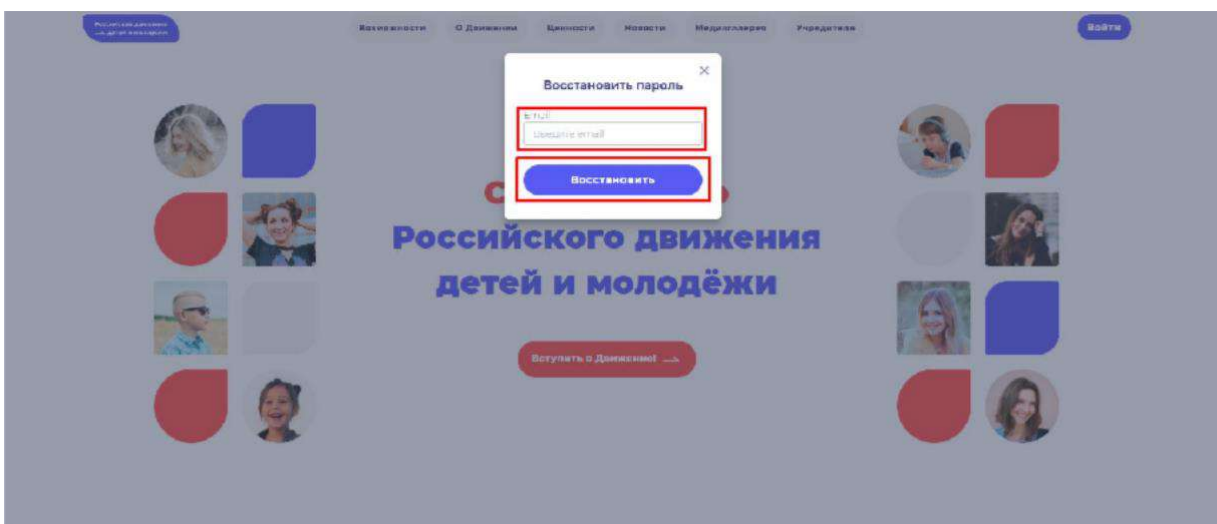 Возможности О Движении Ценности Новости Медиагалерея Учредители Войти
Восстановить пароль
Email
Введите email
Восстановить
Российского движения
детей и молодёжи
Вступить в Движение!